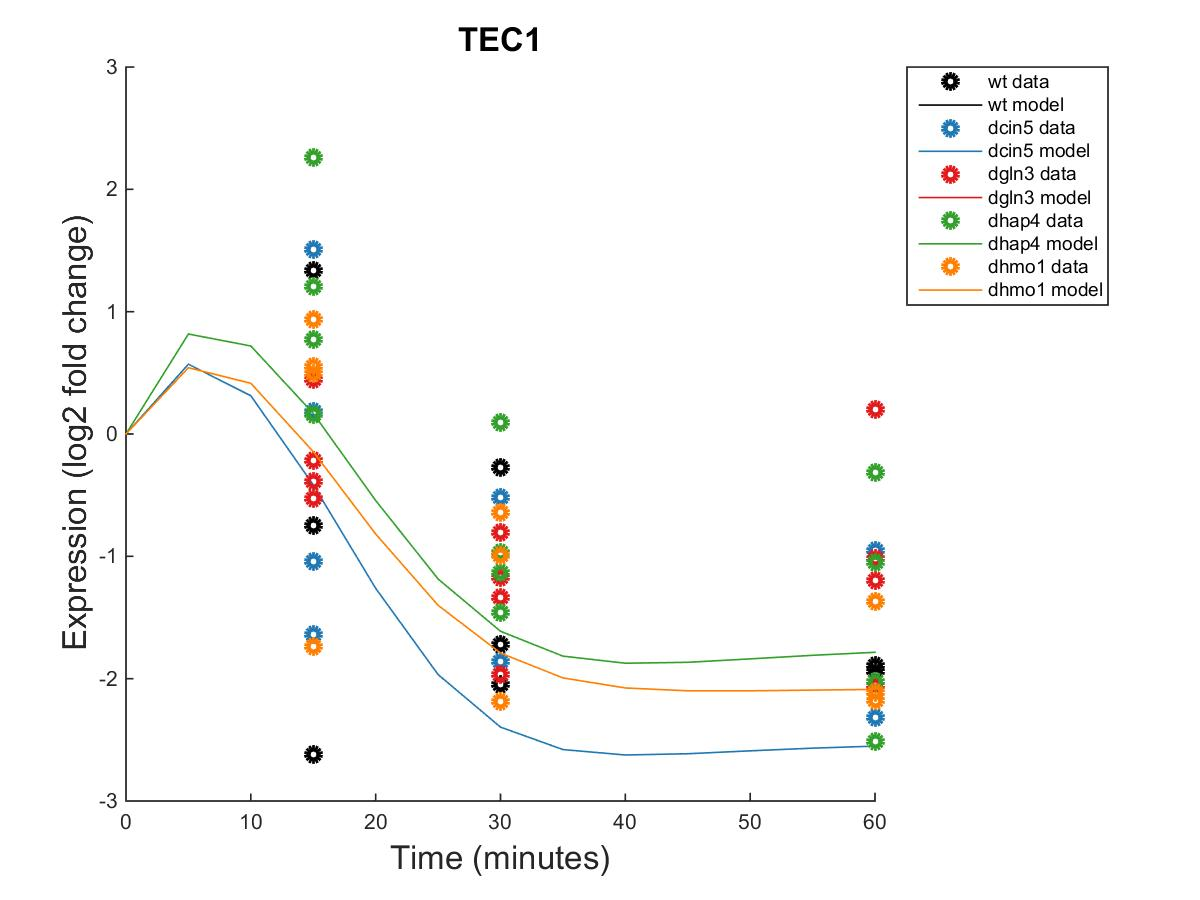 TEC1
3
2
1
0
-1
-2
-3
Expression (log2 fold change)
0
10
20
30
40
50
60
Time (minutes)
wt data
wt model
dcin5 data
dcin5 model
dgln3 data
dgln3 model
dhap4 data
dhap4 model
dhmo1 data
dhmo1 model